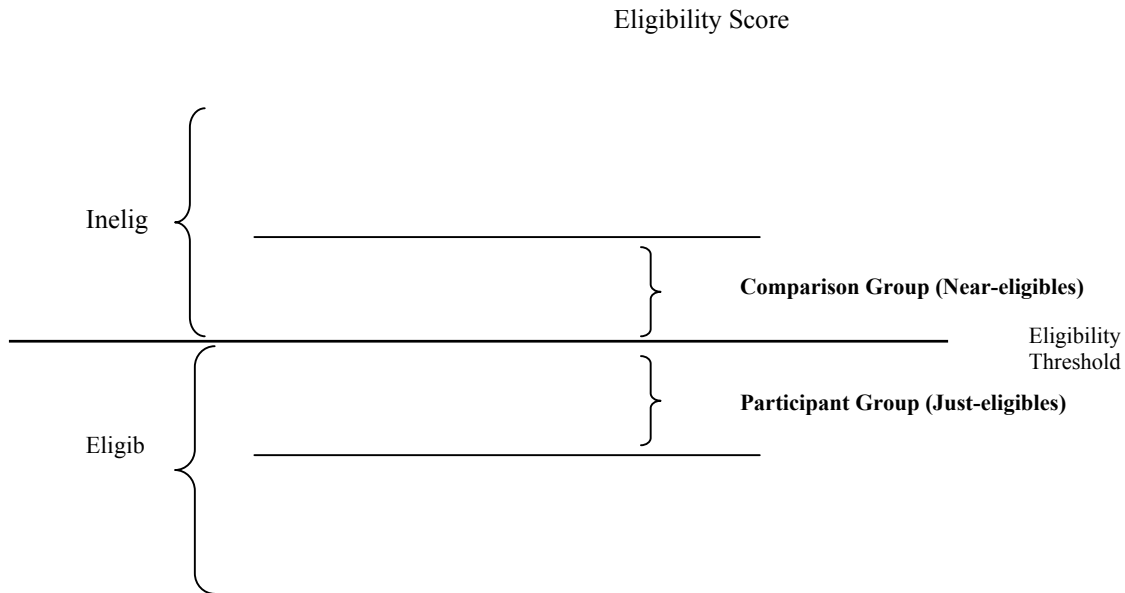 Eligibility Score
Inelig
Comparison Group (Near-eligibles)
Eligibility
Threshold
Participant Group (Just-eligibles)
Eligib